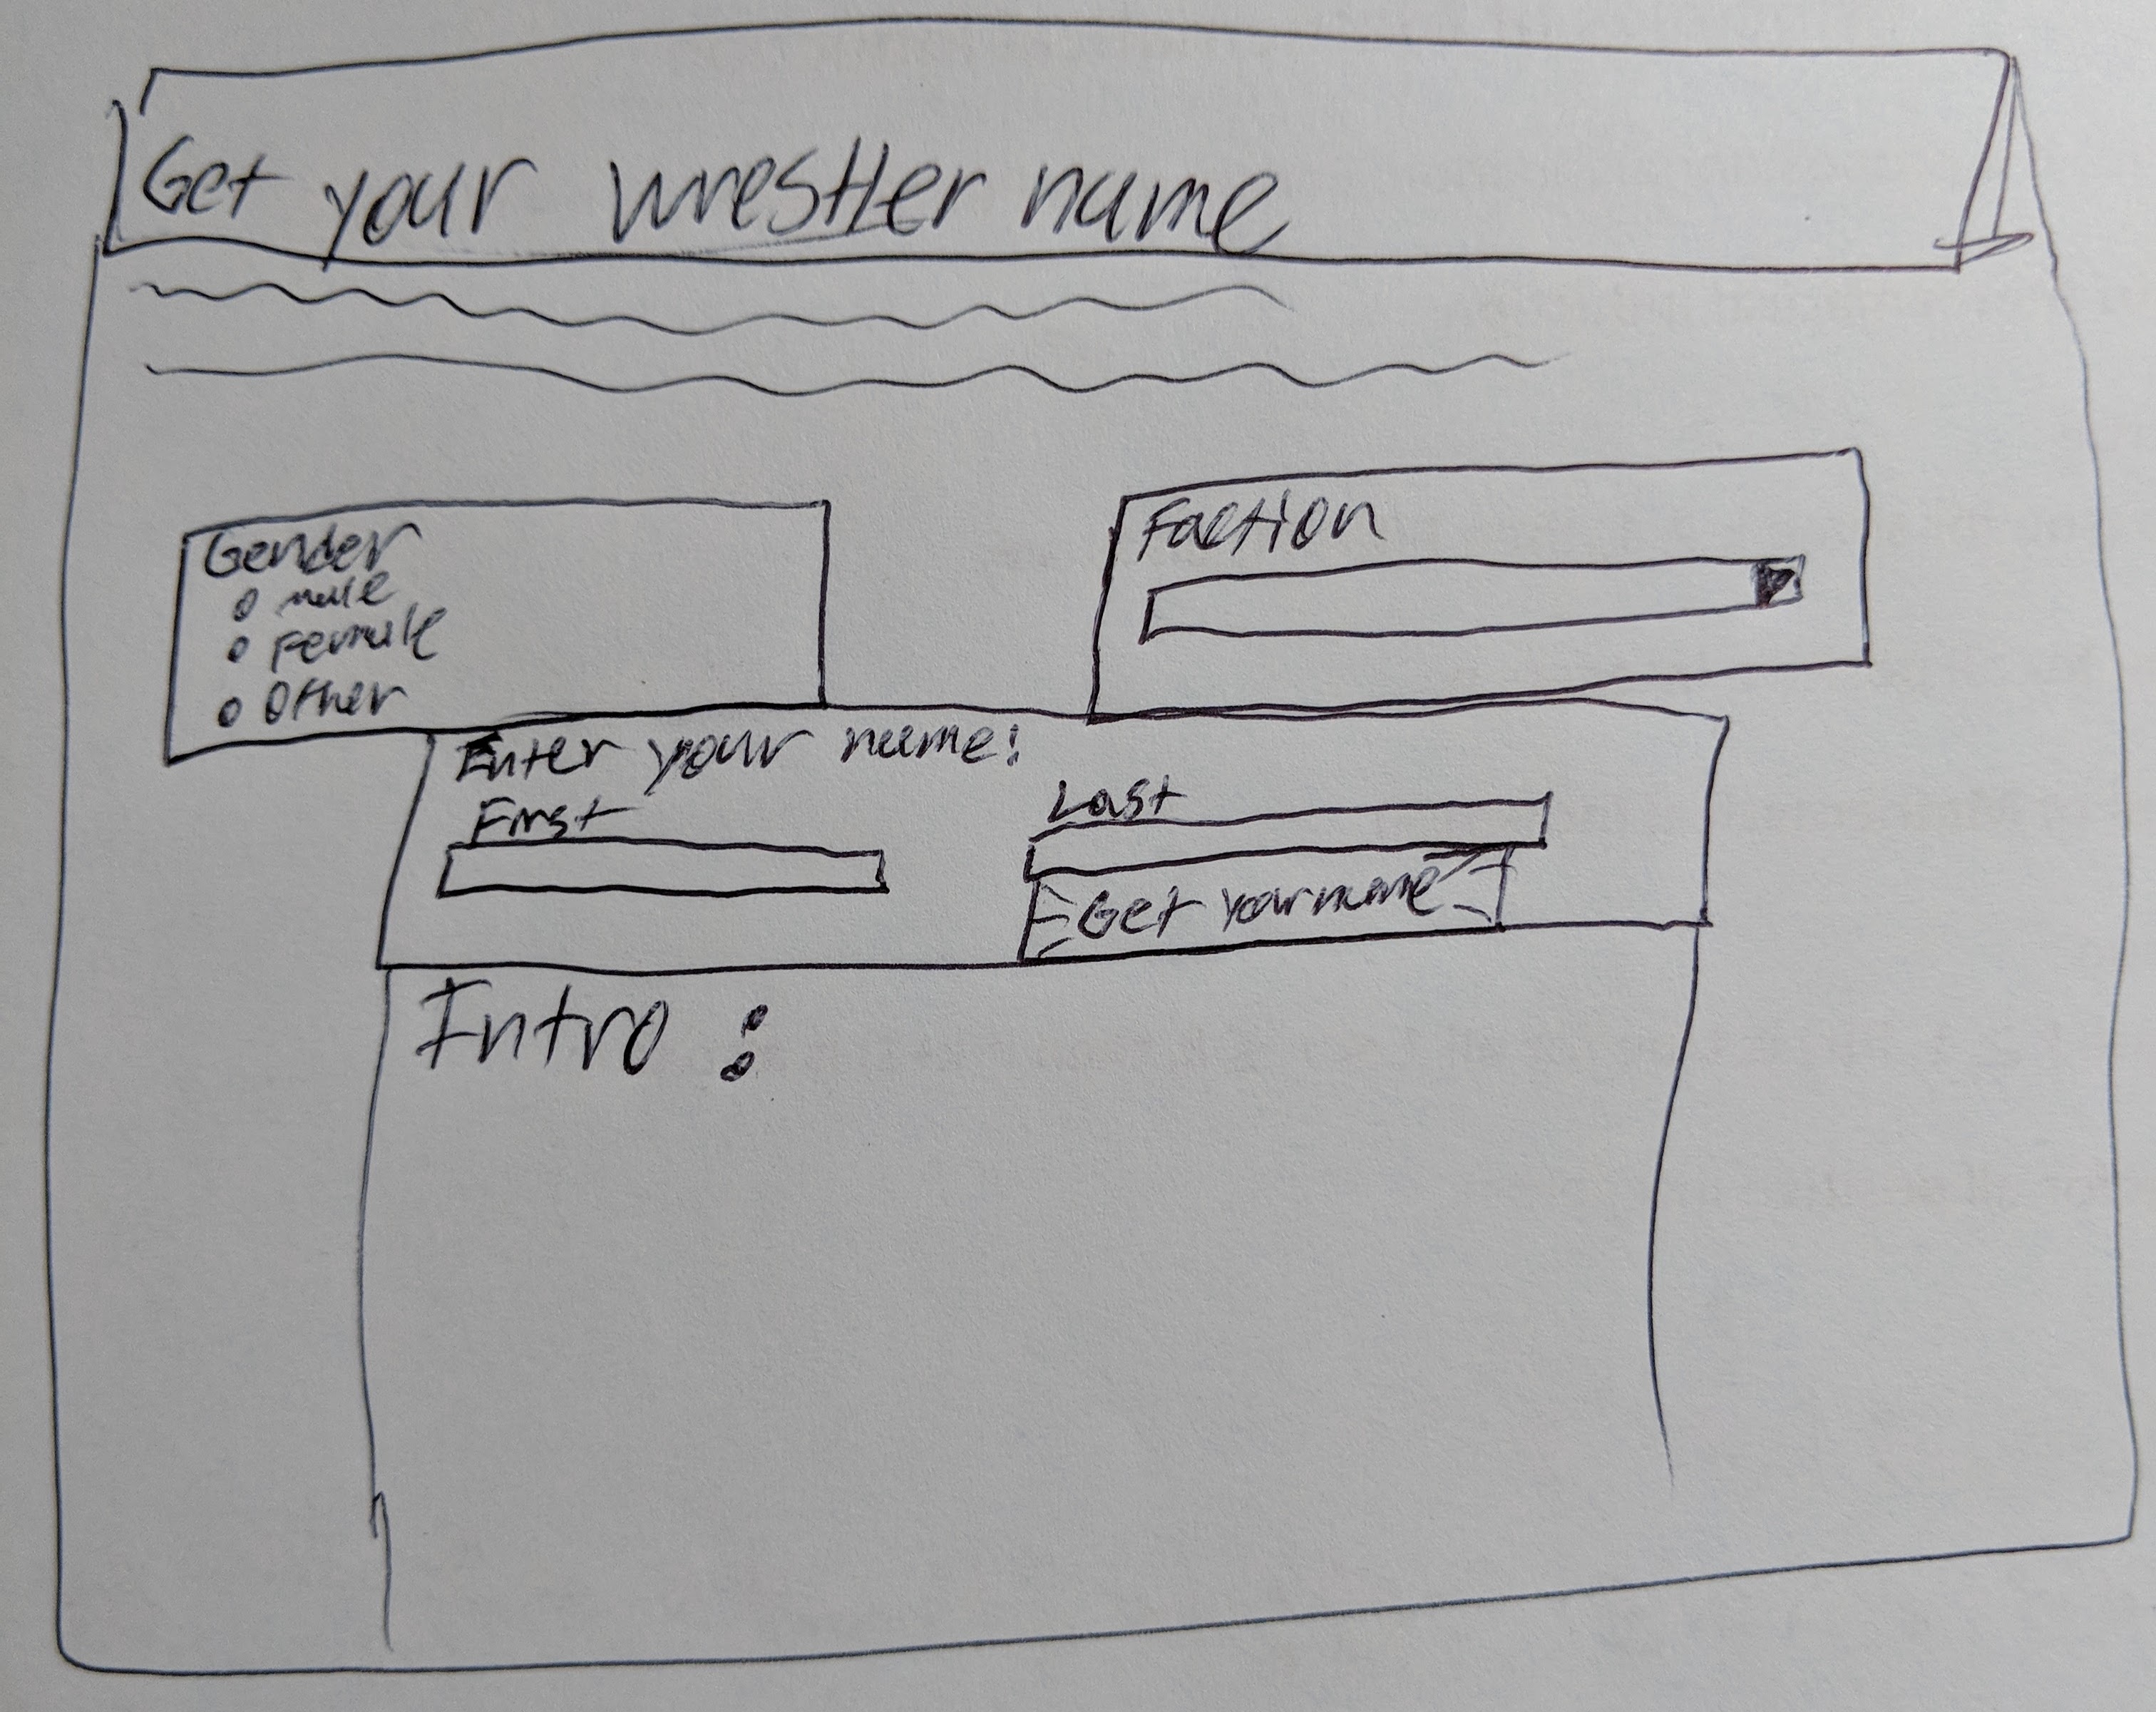 Get your wrestler name
Gender
male
Female
Other
Faction
Enter your name:
First
Last
Get your name
Intro :